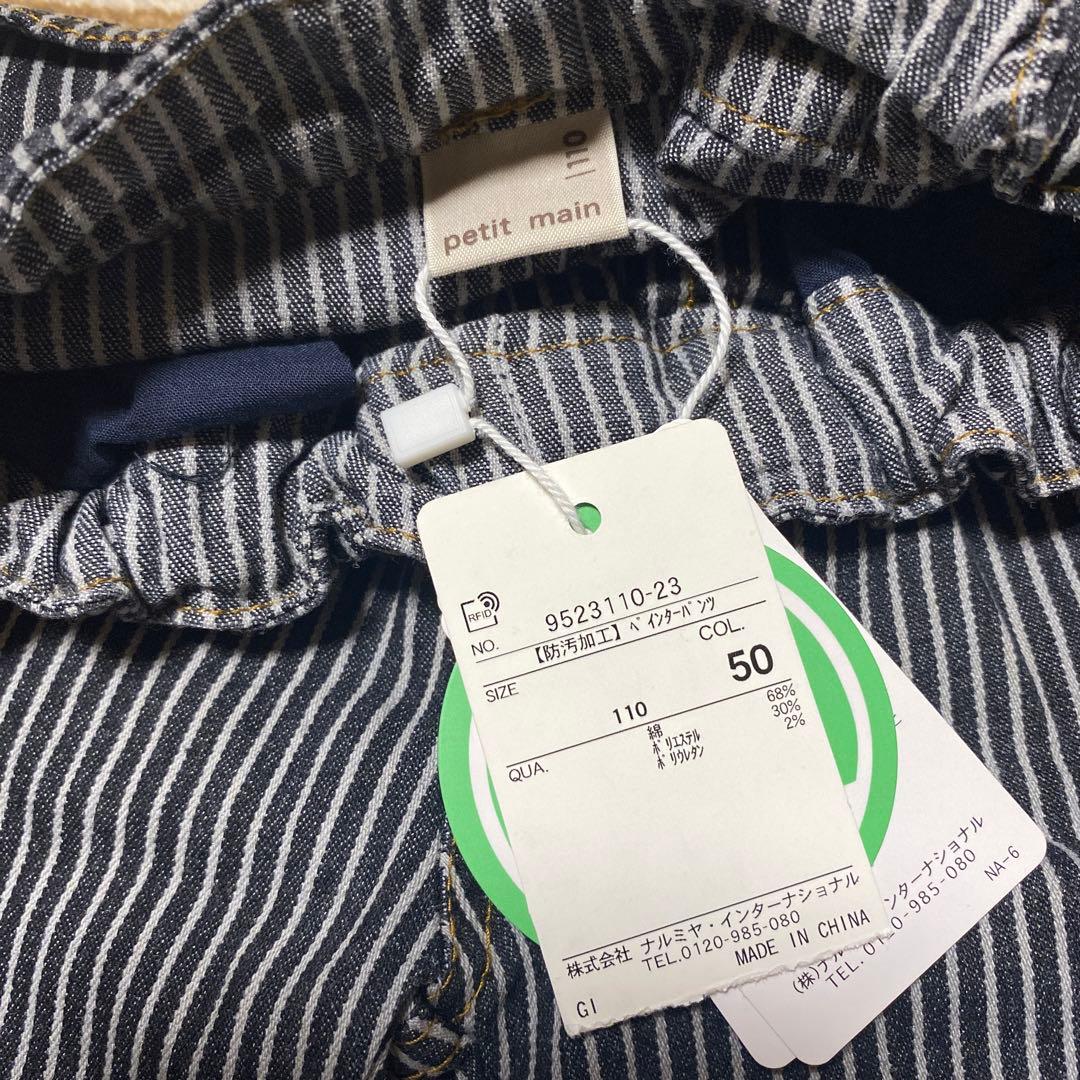 110
petit main
RFID
NO. 9523110-23
【防汚加工】ペインターパンツ
SIZE COL.
110 50
QUA. 綿 68%
ポリエステル 30%
ポリウレタン 2%
株式会社 ナルミヤ・インターナショナル
TEL.0120-985-080
MADE IN CHINA
GI
ンターナショナル
TEL. 0120-985-080
NA-6